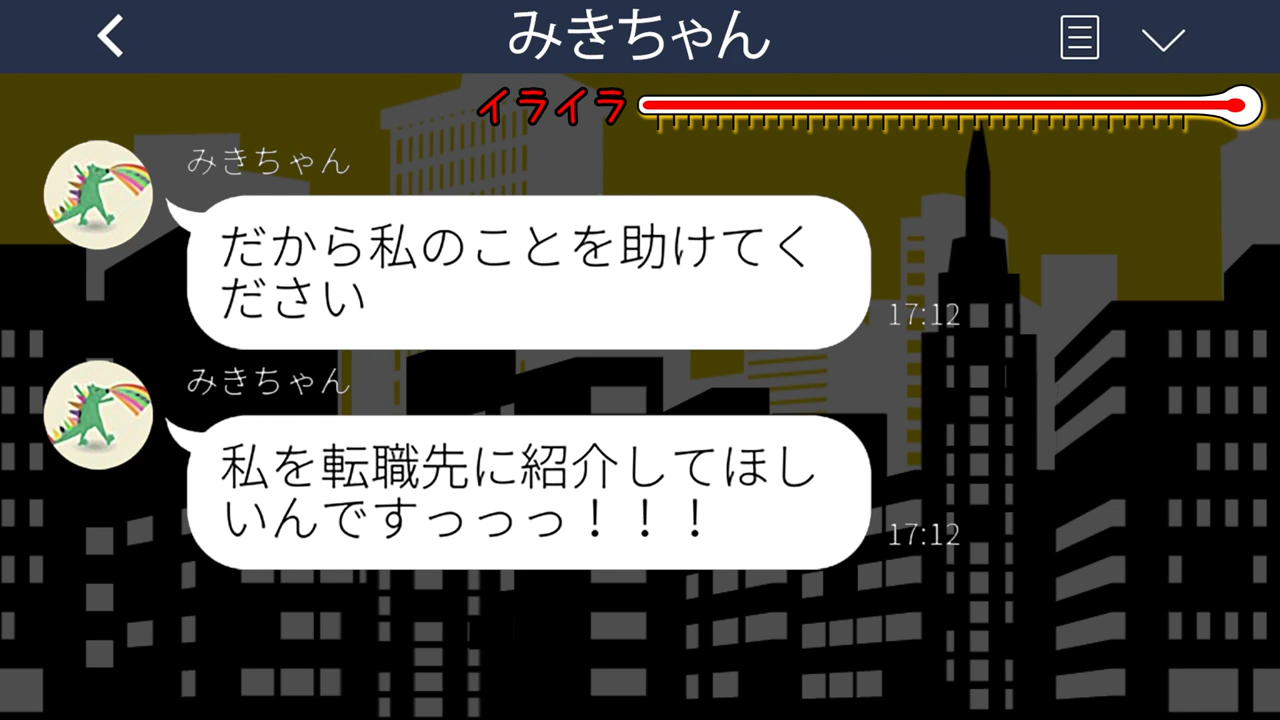 みきちゃん
イライラ
みきちゃん
だから私のことを助けてく
ださい
17:12
みきちゃん
私を転職先に紹介してほし
いんですっっっ！！！
17:12